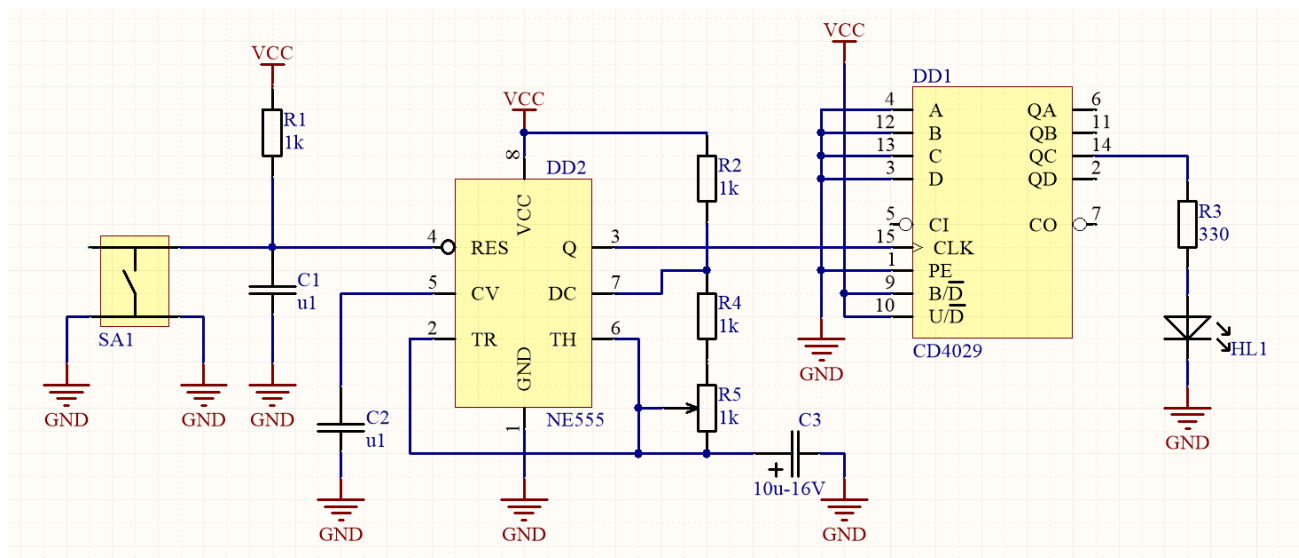 VCC
R1
1k
4
RES
SA1
GND
GND
GND
C1
u1
5
CV
2
TR
C2
u1
GND
VCC
8
VCC
DD2
Q
3
DC
7
TH
6
GND
1
NE555
GND
R2
1k
R4
1k
R5
1k
C3
+
10u-16V
GND
VCC
DD1
4
A
QA
6
12
B
QB
11
13
C
QC
14
3
D
QD
2
5
CI
CO
7
15
CLK
1
PE
9
B/D
10
U/D
CD4029
GND
R3
330
HL1
GND